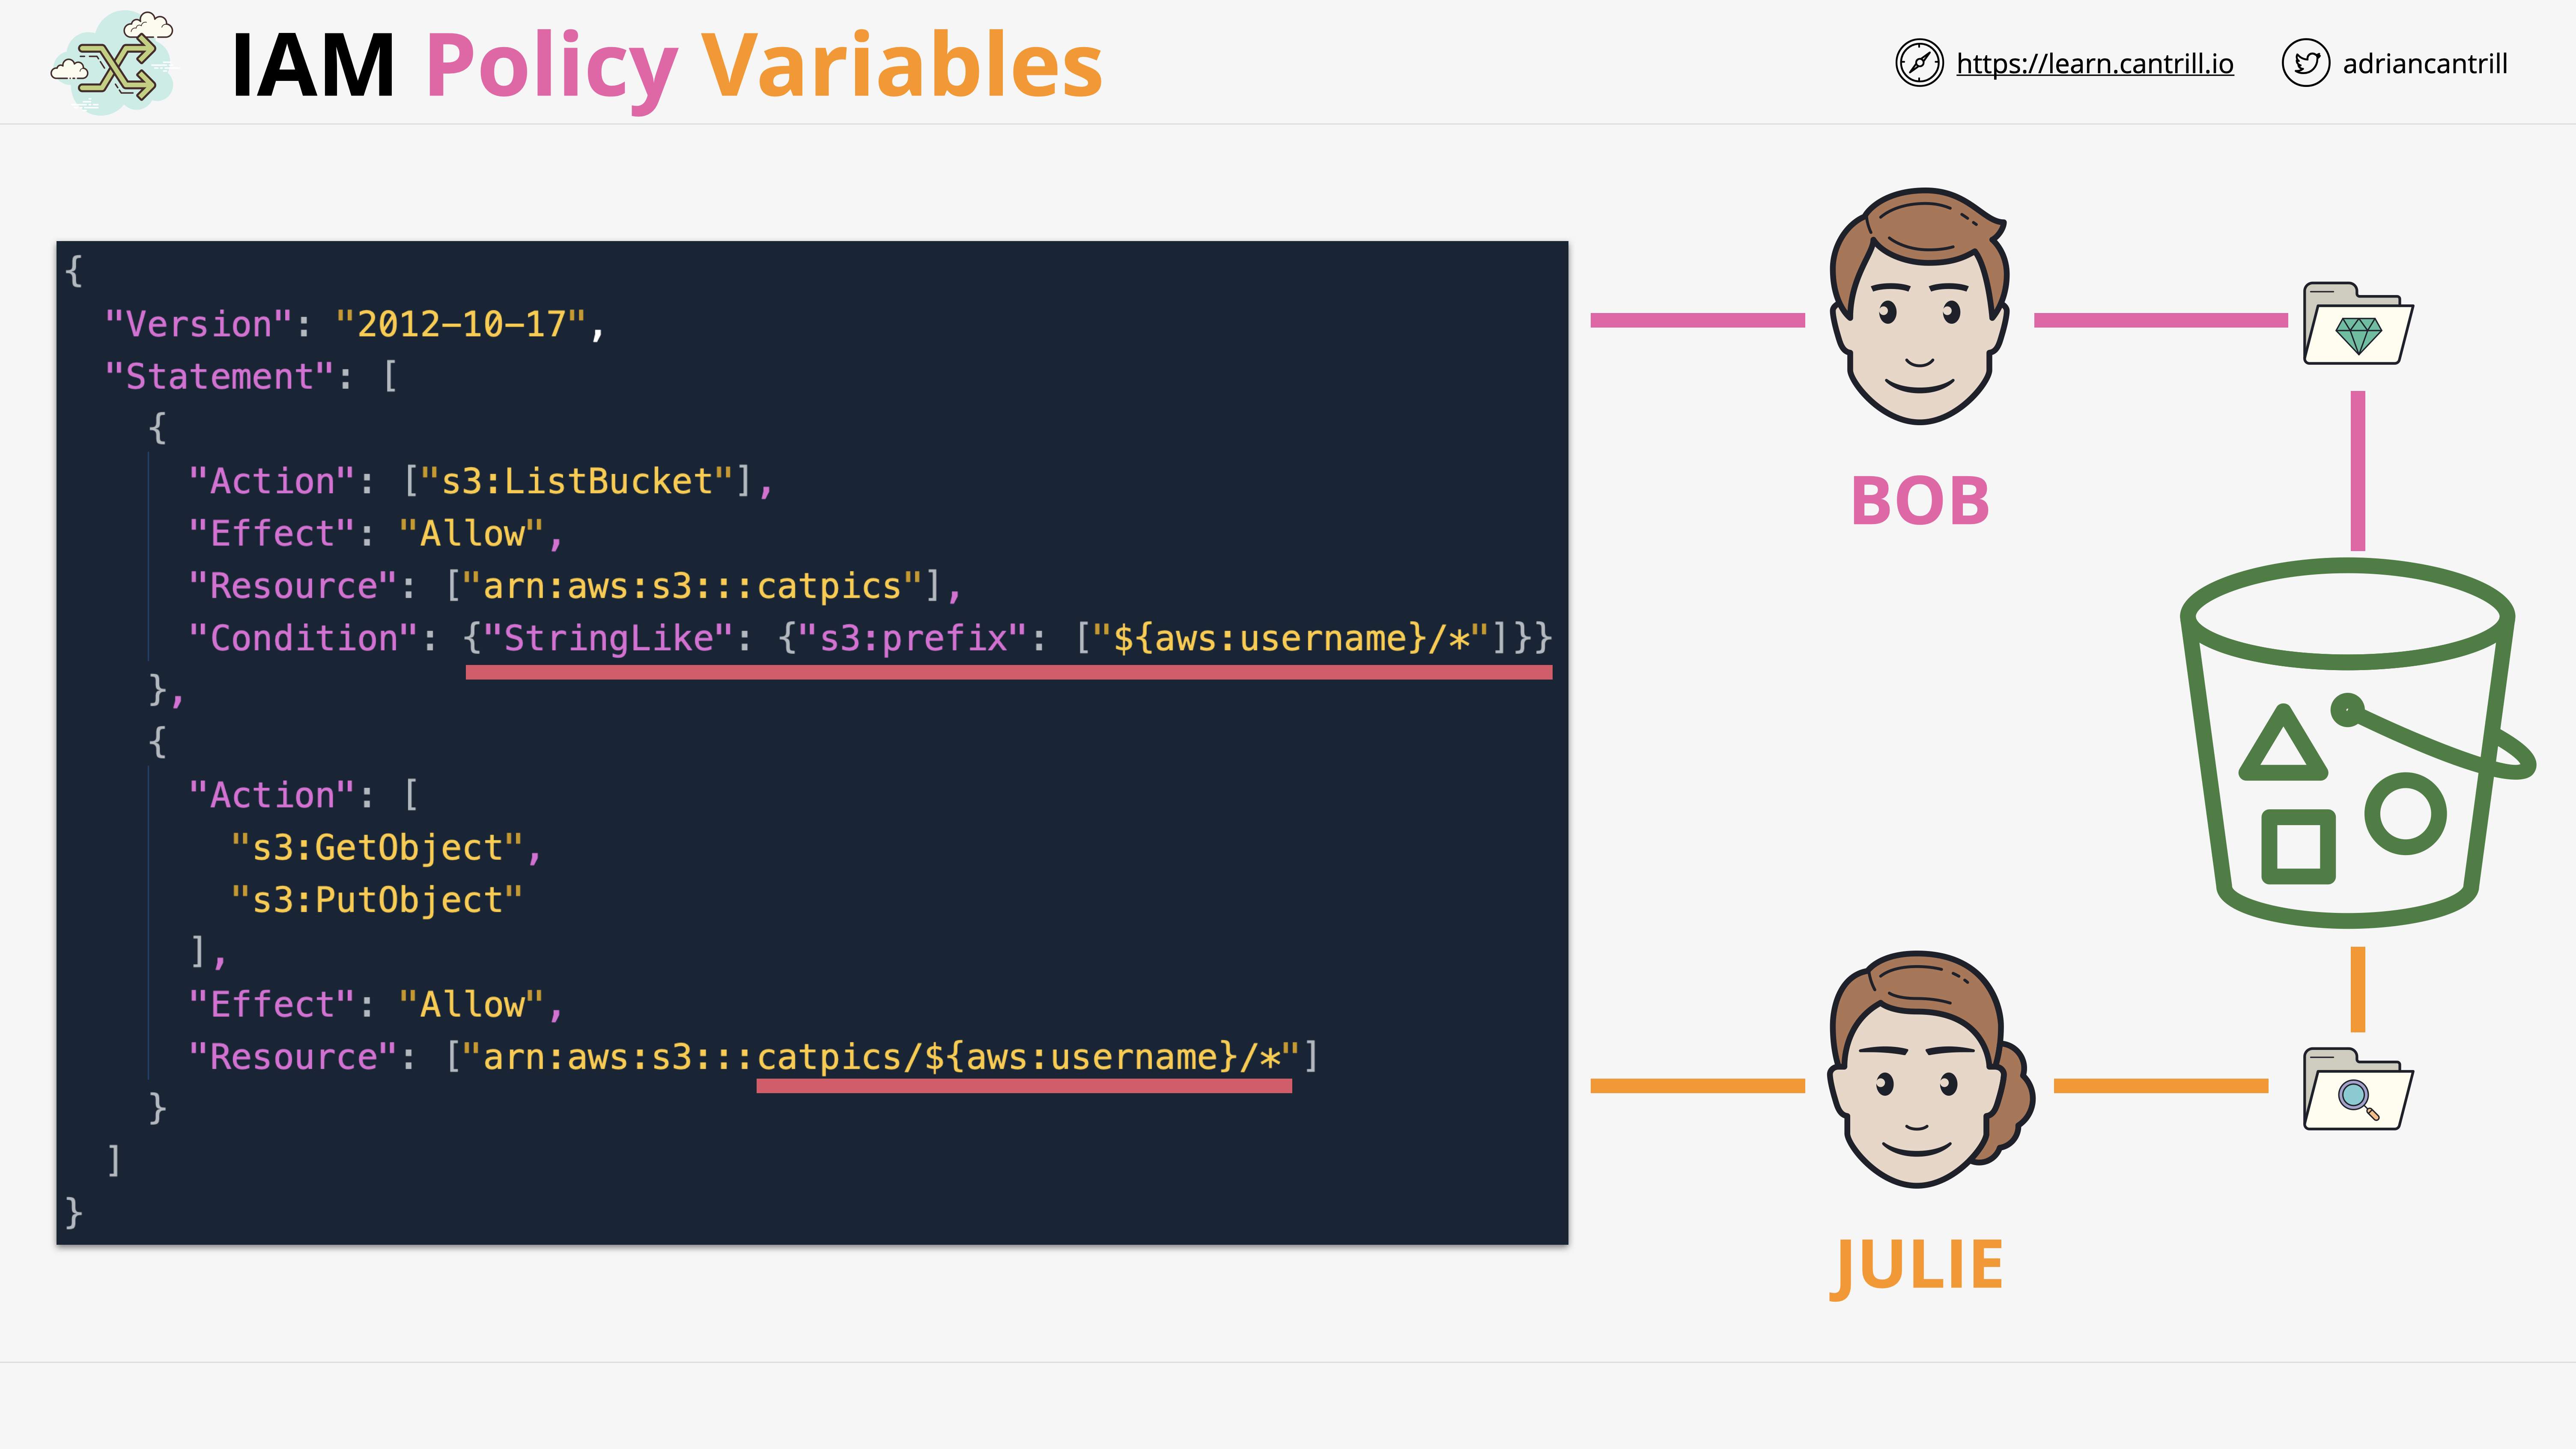 IAM Policy Variables
https://learn.cantrill.io
adriancantrill
{
"Version": "2012-10-17",
"Statement": [
{
"Action": ["s3:ListBucket"],
"Effect": "Allow",
"Resource": ["arn:aws:s3:::catpics"],
"Condition": {"StringLike": {"s3:prefix": ["${aws:username}/*"]}}
},
{
"Action": [
"s3:GetObject",
"s3:PutObject"
],
"Effect": "Allow",
"Resource": ["arn:aws:s3:::catpics/${aws:username}/*"]
}
]
}
BOB
JULIE